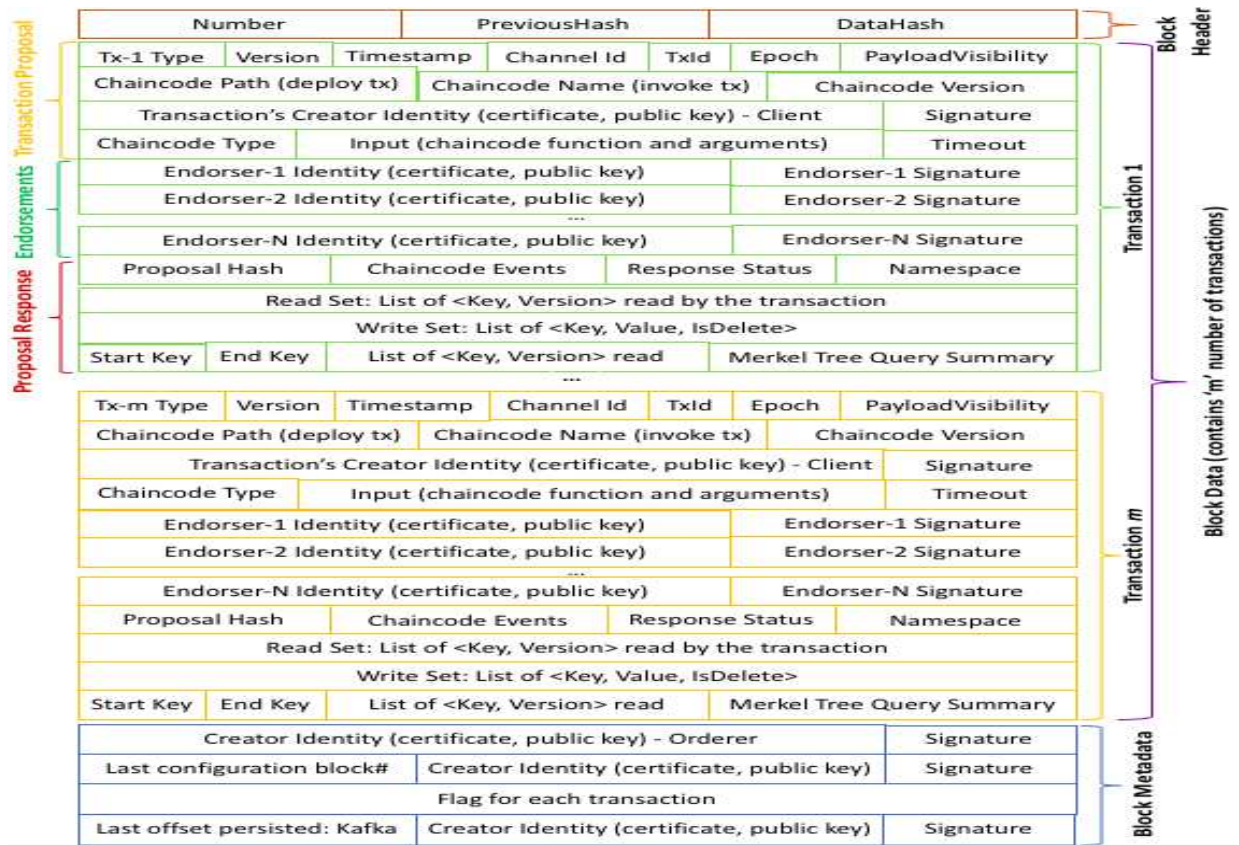 Number PreviousHash DataHash
Block Header
Tx-1 Type Version Timestamp Channel Id TxId Epoch PayloadVisibility
Chaincode Path (deploy tx) Chaincode Name (invoke tx) Chaincode Version
Transaction's Creator Identity (certificate, public key) - Client Signature
Chaincode Type Input (chaincode function and arguments) Timeout
Transaction Proposal
Endorser-1 Identity (certificate, public key) Endorser-1 Signature
Endorser-2 Identity (certificate, public key) Endorser-2 Signature
...
Endorser-N Identity (certificate, public key) Endorser-N Signature
Endorsements
Proposal Hash Chaincode Events Response Status Namespace
Read Set: List of <Key, Version> read by the transaction
Write Set: List of <Key, Value, IsDelete>
Start Key End Key List of <Key, Version> read Merkel Tree Query Summary
Proposal Response
Transaction 1
...
Tx-m Type Version Timestamp Channel Id TxId Epoch PayloadVisibility
Chaincode Path (deploy tx) Chaincode Name (invoke tx) Chaincode Version
Transaction's Creator Identity (certificate, public key) - Client Signature
Chaincode Type Input (chaincode function and arguments) Timeout
Endorser-1 Identity (certificate, public key) Endorser-1 Signature
Endorser-2 Identity (certificate, public key) Endorser-2 Signature
...
Endorser-N Identity (certificate, public key) Endorser-N Signature
Proposal Hash Chaincode Events Response Status Namespace
Read Set: List of <Key, Version> read by the transaction
Write Set: List of <Key, Value, IsDelete>
Start Key End Key List of <Key, Version> read Merkel Tree Query Summary
Transaction m
Block Data (contains 'm' number of transactions)
Creator Identity (certificate, public key) - Orderer Signature
Last configuration block# Creator Identity (certificate, public key) Signature
Flag for each transaction
Last offset persisted: Kafka Creator Identity (certificate, public key) Signature
Block Metadata